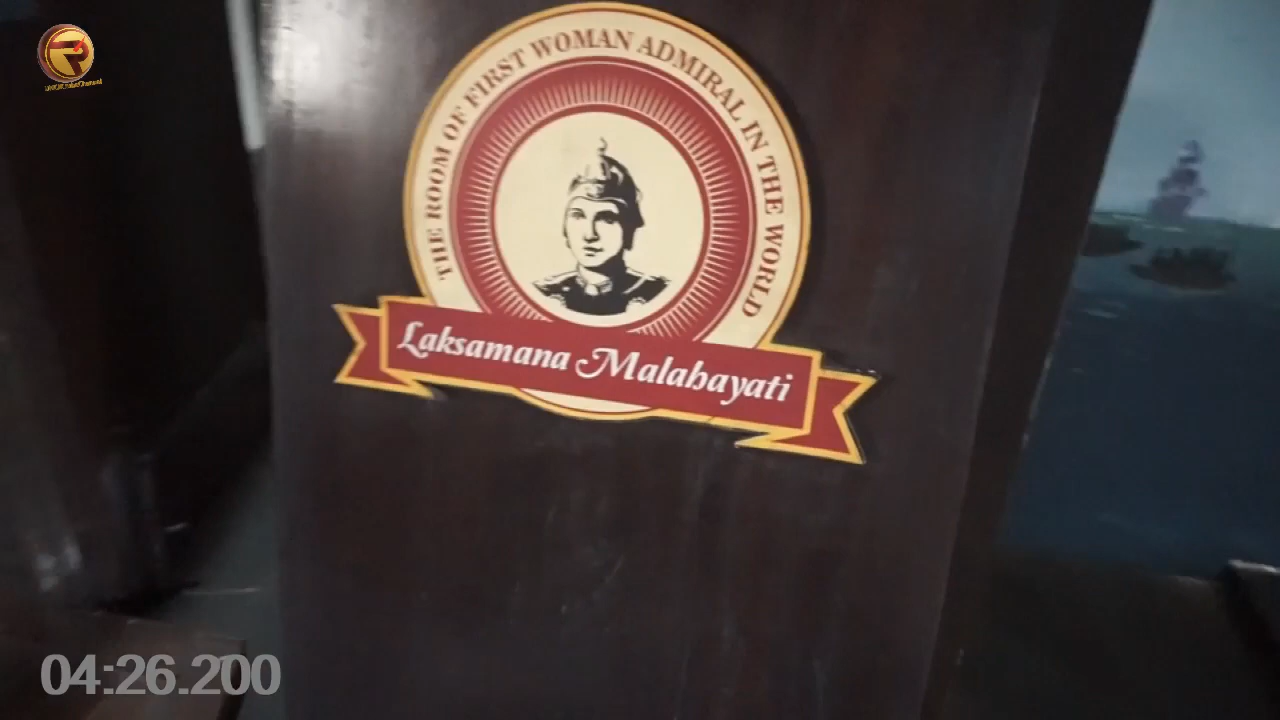 THE ROOM OF FIRST WOMAN ADMIRAL IN THE WORLD
Laksamana Malahayati
04:26.200